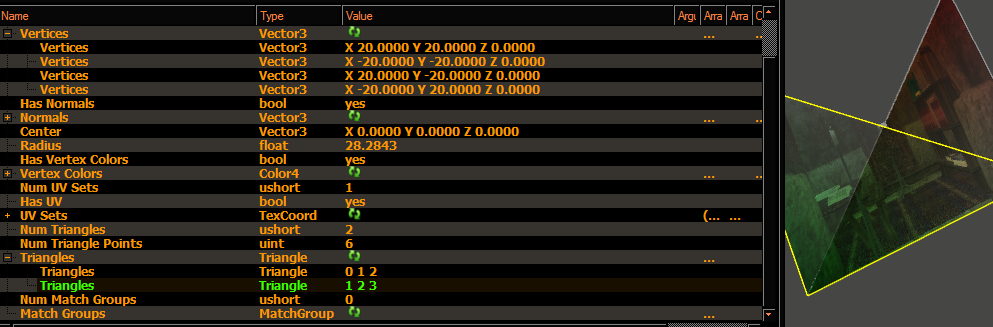 Name Type Value Argu Arra Arra C
Vertices Vector3 ... ..
Vertices Vector3 X 20.0000 Y 20.0000 Z 0.0000
Vertices Vector3 X -20.0000 Y -20.0000 Z 0.0000
Vertices Vector3 X 20.0000 Y -20.0000 Z 0.0000
Vertices Vector3 X -20.0000 Y 20.0000 Z 0.0000
Has Normals bool yes
Normals Vector3 ... ..
Center Vector3 X 0.0000 Y 0.0000 Z 0.0000
Radius float 28.2843
Has Vertex Colors bool yes
Vertex Colors Color4 ... ..
Num UV Sets ushort 1
Has UV bool yes
UV Sets TexCoord (... ...
Num Triangles ushort 2
Num Triangle Points uint 6
Triangles Triangle ...
Triangles Triangle 0 1 2
Triangles Triangle 1 2 3
Num Match Groups ushort 0
Match Groups MatchGroup ...